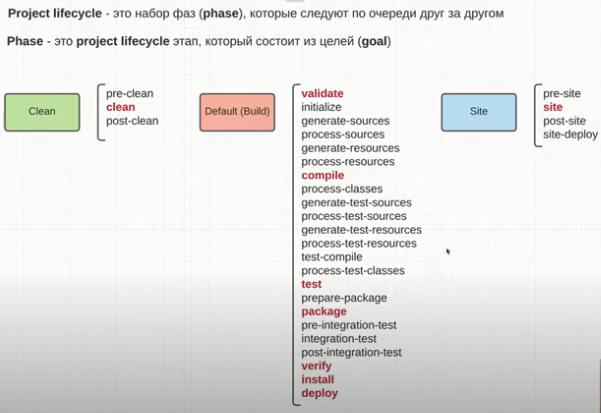 Project lifecycle - это набор фаз (phase), которые следуют по очереди друг за другом
Phase - это project lifecycle этап, который состоит из целей (goal)
Clean
pre-clean
clean
post-clean
Default (Build)
validate
initialize
generate-sources
process-sources
generate-resources
process-resources
compile
process-classes
generate-test-sources
process-test-sources
generate-test-resources
process-test-resources
test-compile
process-test-classes
test
prepare-package
package
pre-integration-test
integration-test
post-integration-test
verify
install
deploy
Site
pre-site
site
post-site
site-deploy